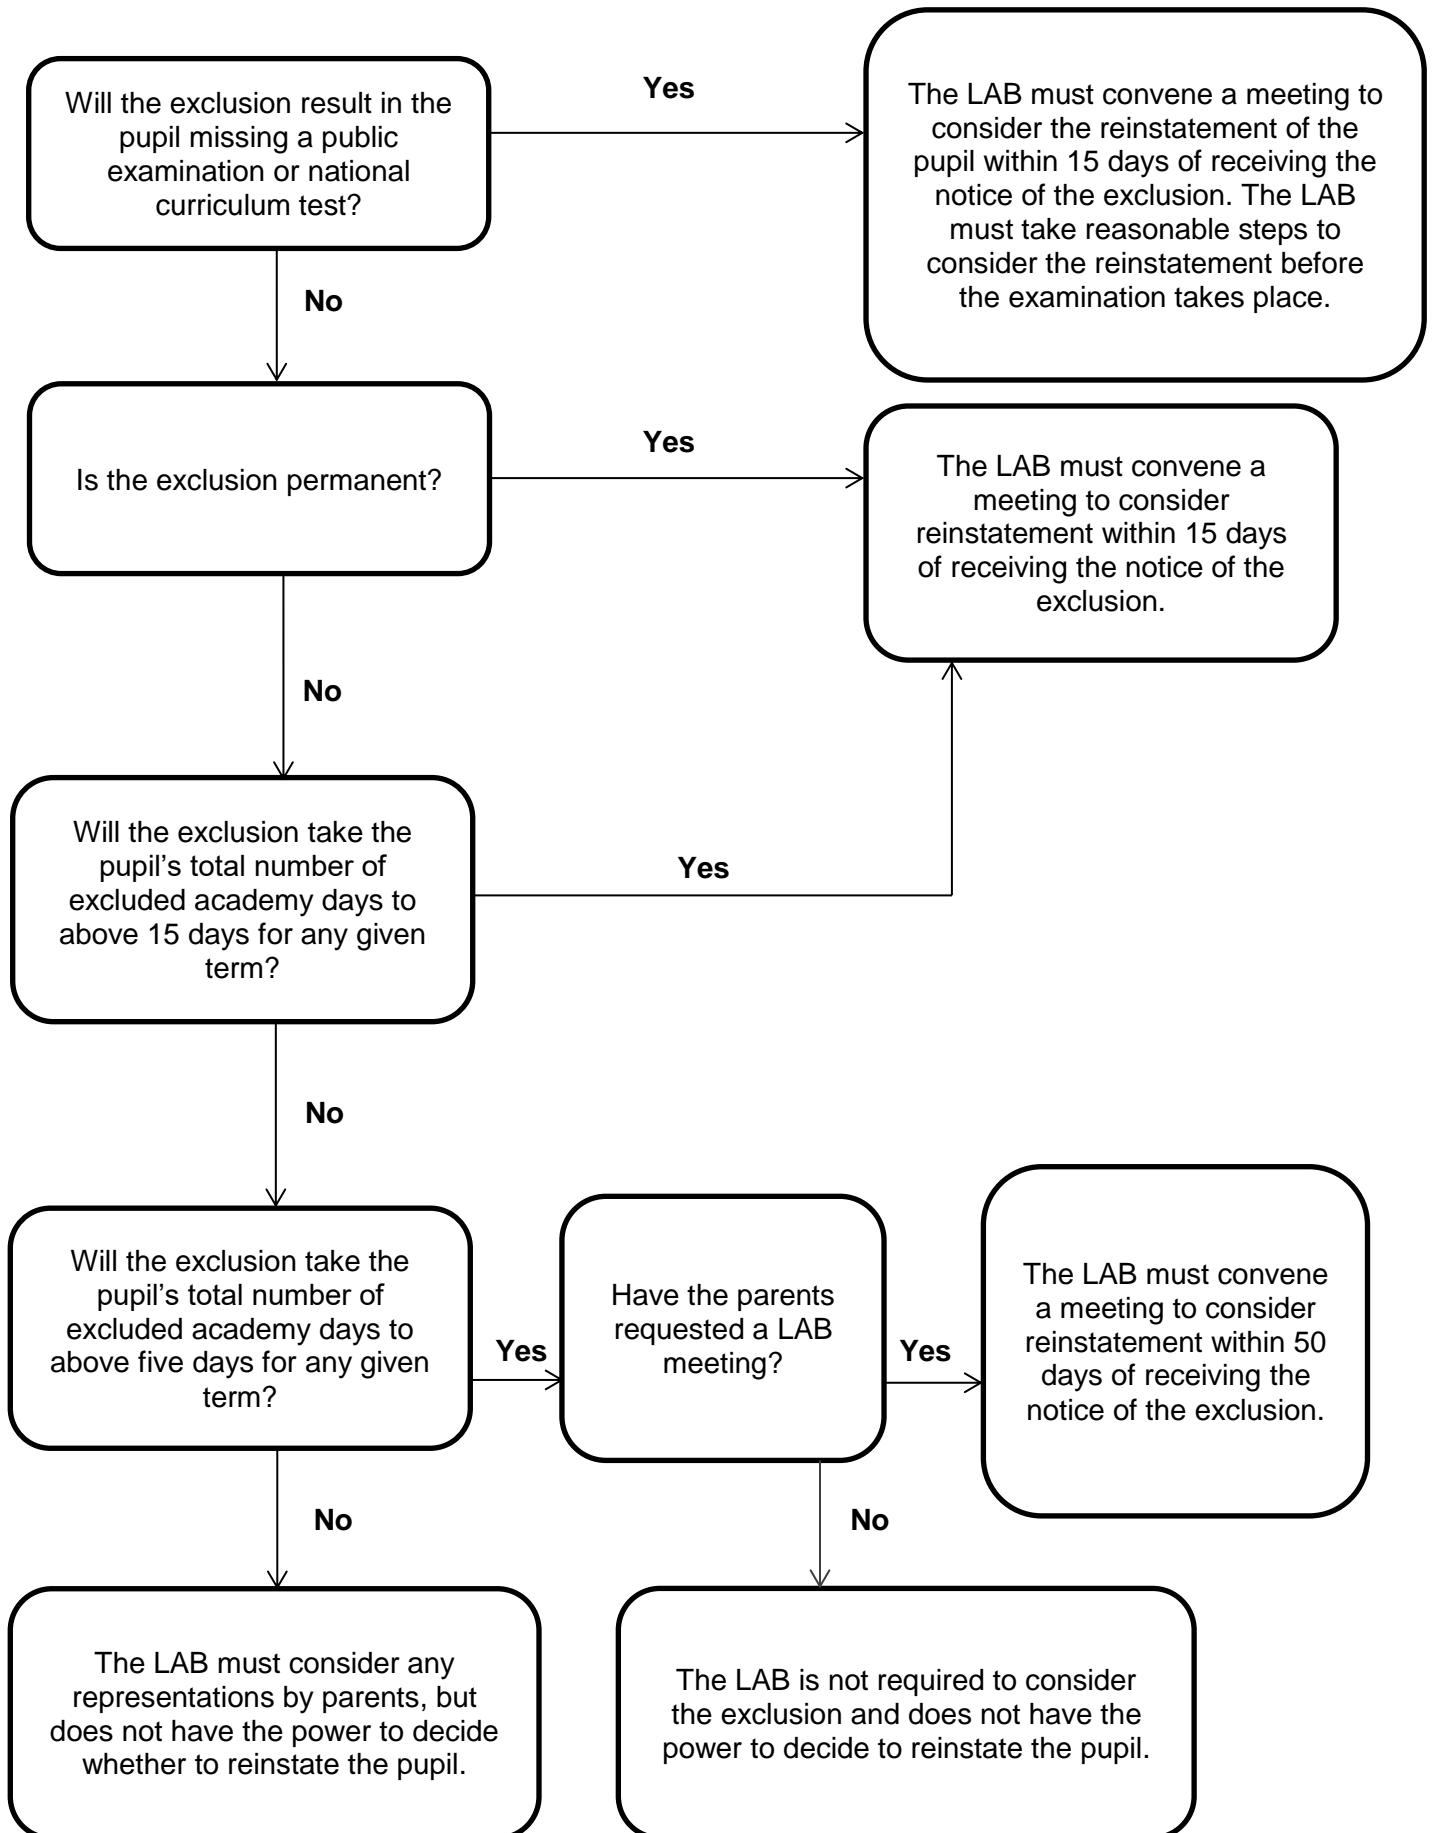 Will the exclusion result in the
pupil missing a public
examination or national
curriculum test?
Yes
The LAB must convene a meeting to
consider the reinstatement of the
pupil within 15 days of receiving the
notice of the exclusion. The LAB
must take reasonable steps to
consider the reinstatement before
the examination takes place.
No
Is the exclusion permanent?
Yes
The LAB must convene a
meeting to consider
reinstatement within 15 days
of receiving the notice of the
exclusion.
No
Will the exclusion take the
pupil’s total number of
excluded academy days to
above 15 days for any given
term?
Yes
No
Will the exclusion take the
pupil’s total number of
excluded academy days to
above five days for any given
term?
Yes
Have the parents
requested a LAB
meeting?
Yes
The LAB must convene
a meeting to consider
reinstatement within 50
days of receiving the
notice of the exclusion.
No
No
The LAB must consider any
representations by parents, but
does not have the power to decide
whether to reinstate the pupil.
The LAB is not required to consider
the exclusion and does not have the
power to decide to reinstate the pupil.